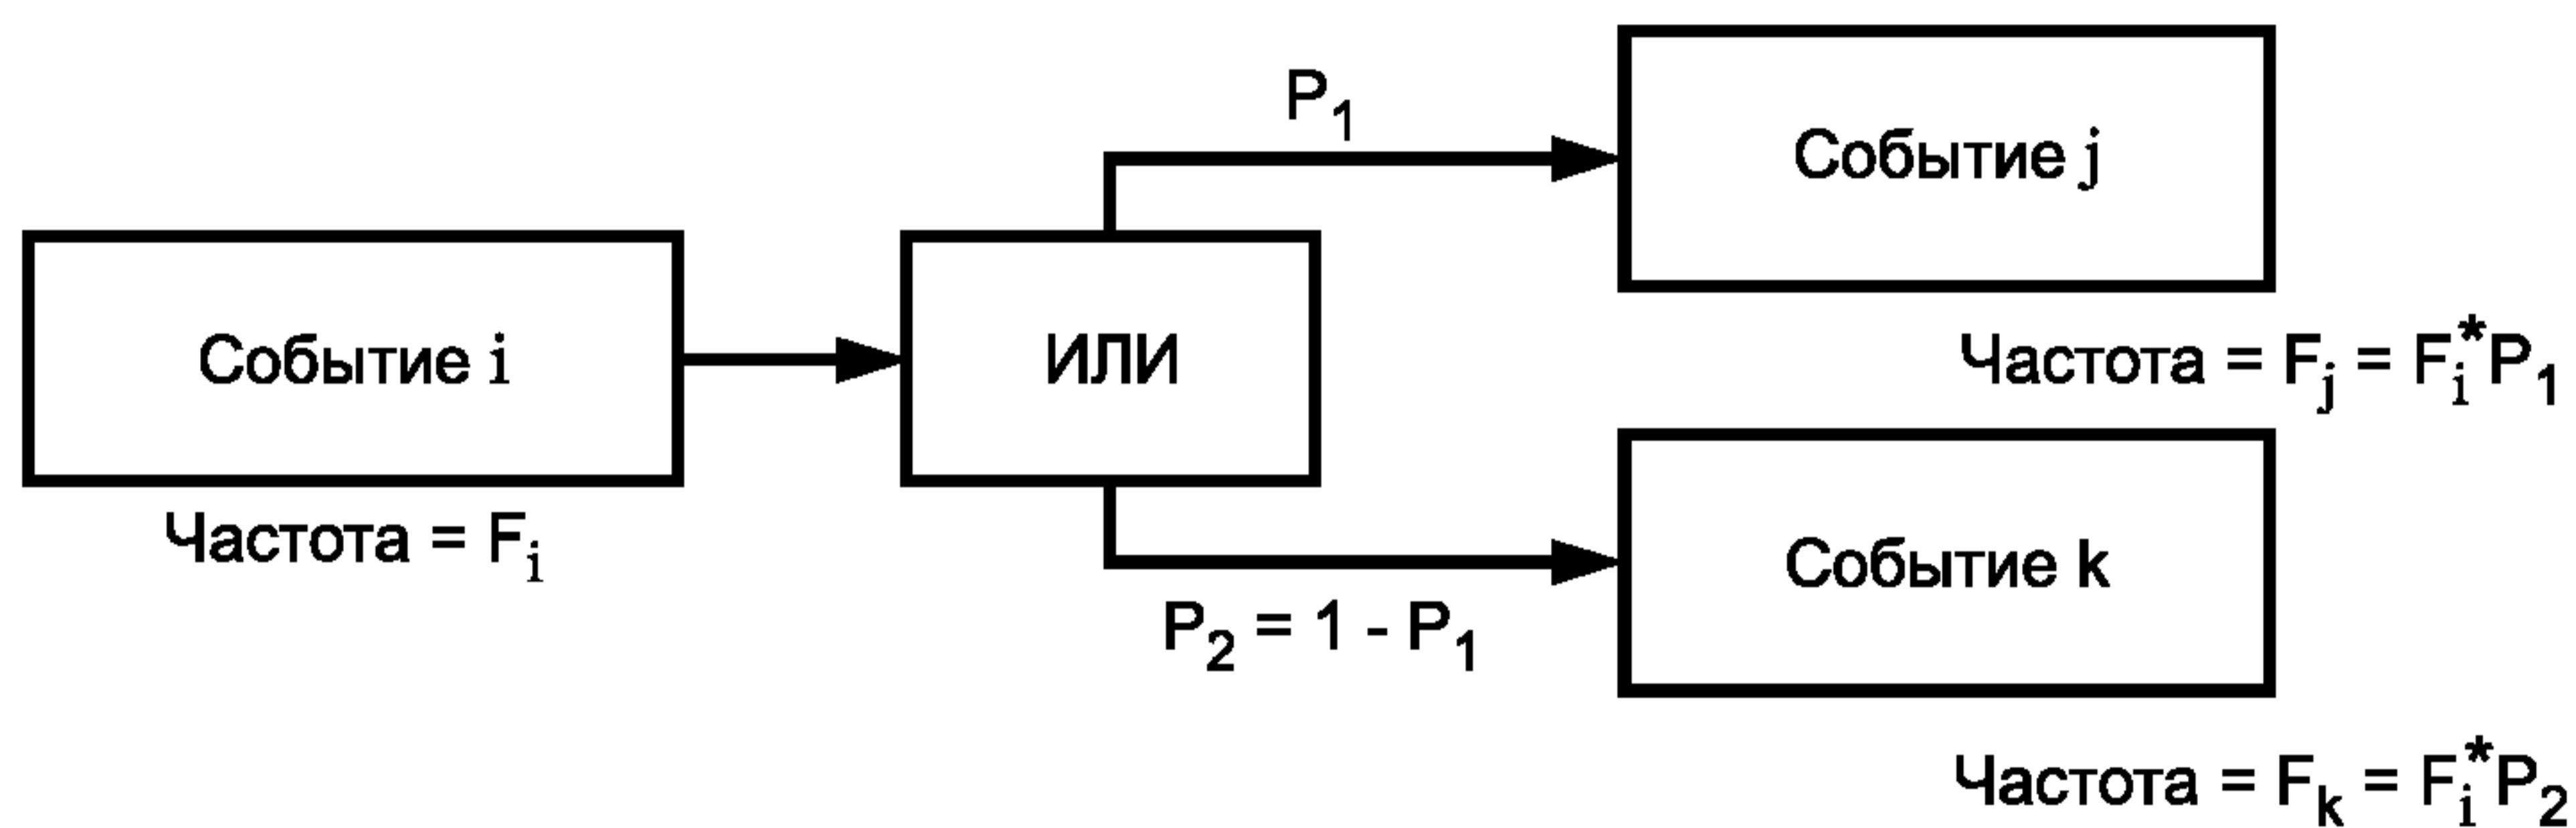 P₁
Событие j
Событие i
ИЛИ
Частота = Fⱼ = Fᵢ*P₁
Частота = Fᵢ
P₂ = 1 - P₁
Событие k
Частота = Fₖ = Fᵢ*P₂